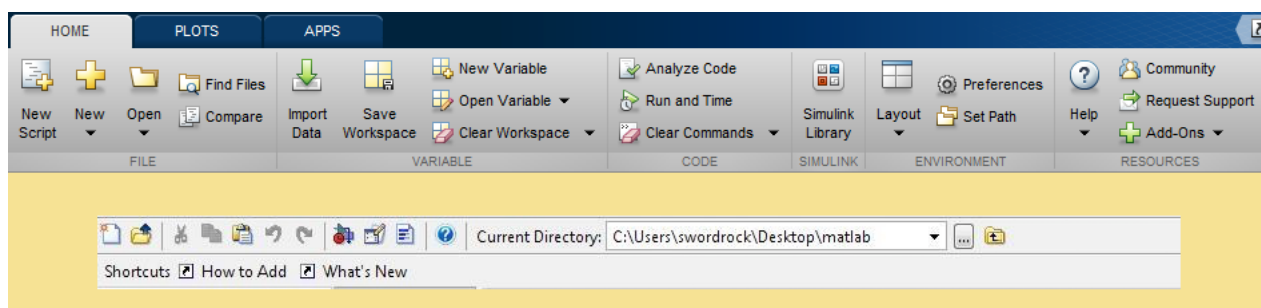 HOME PLOTS APPS
New Variable Analyze Code Community
Find Files Preferences
Open Variable Run and Time Request Support
New New Open Compare Import Save Simulink Layout Set Path Help
Script Data Workspace Clear Workspace Clear Commands Library Add-Ons
FILE VARIABLE CODE SIMULINK ENVIRONMENT RESOURCES
Current Directory: C:\Users\swordrock\Desktop\matlab ...
Shortcuts How to Add What's New